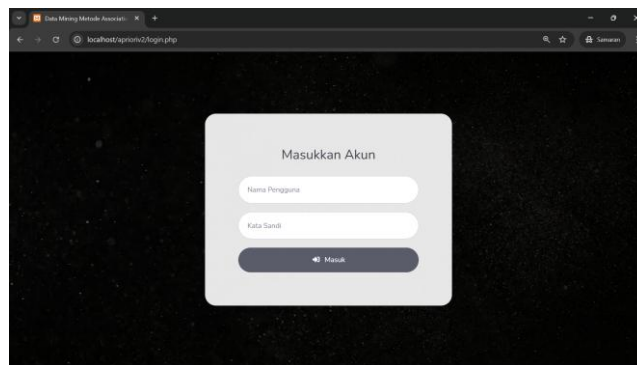 Data Mining Metode Associati
localhost/aprioriv2/login.php
Samaran
Masukkan Akun
Nama Pengguna
Kata Sandi
Masuk